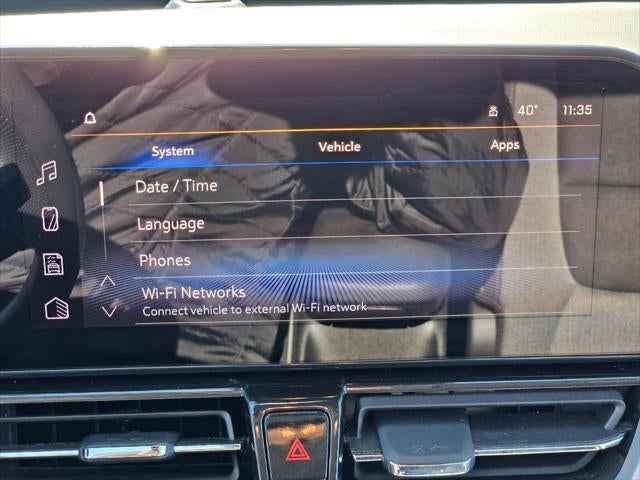 40° 11:35
System Vehicle Apps
Date / Time
Language
Phones
Wi-Fi Networks
Connect vehicle to external Wi-Fi network